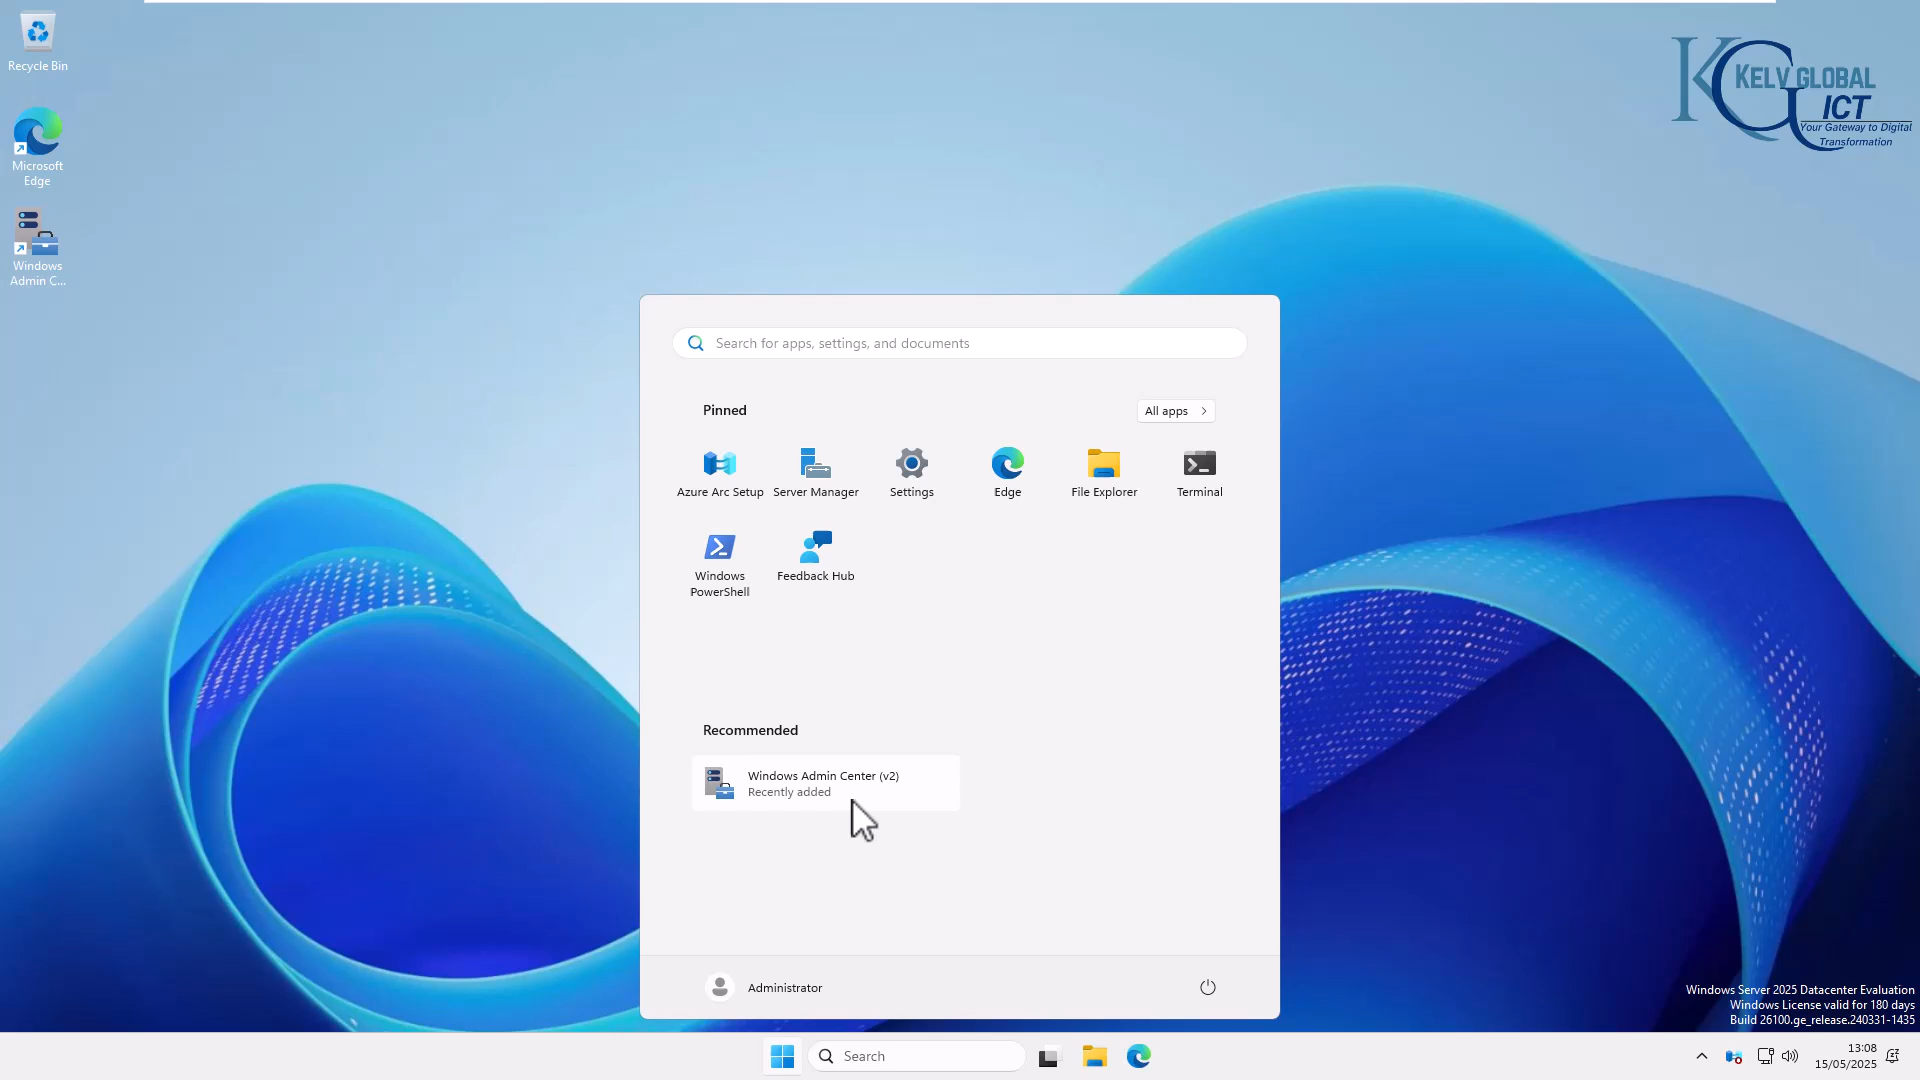 Recycle Bin
Microsoft
Edge
Windows
Admin C...
KELV GLOBAL
ICT
Your Gateway to Digital
Transformation
Search for apps, settings, and documents
Pinned
All apps
Azure Arc Setup
Server Manager
Settings
Edge
File Explorer
Terminal
Windows
PowerShell
Feedback Hub
Recommended
Windows Admin Center (v2)
Recently added
Administrator
Windows Server 2025 Datacenter Evaluation
Windows License valid for 180 days
Build 26100.ge_release.240331-1435
Search
13:08
15/05/2025